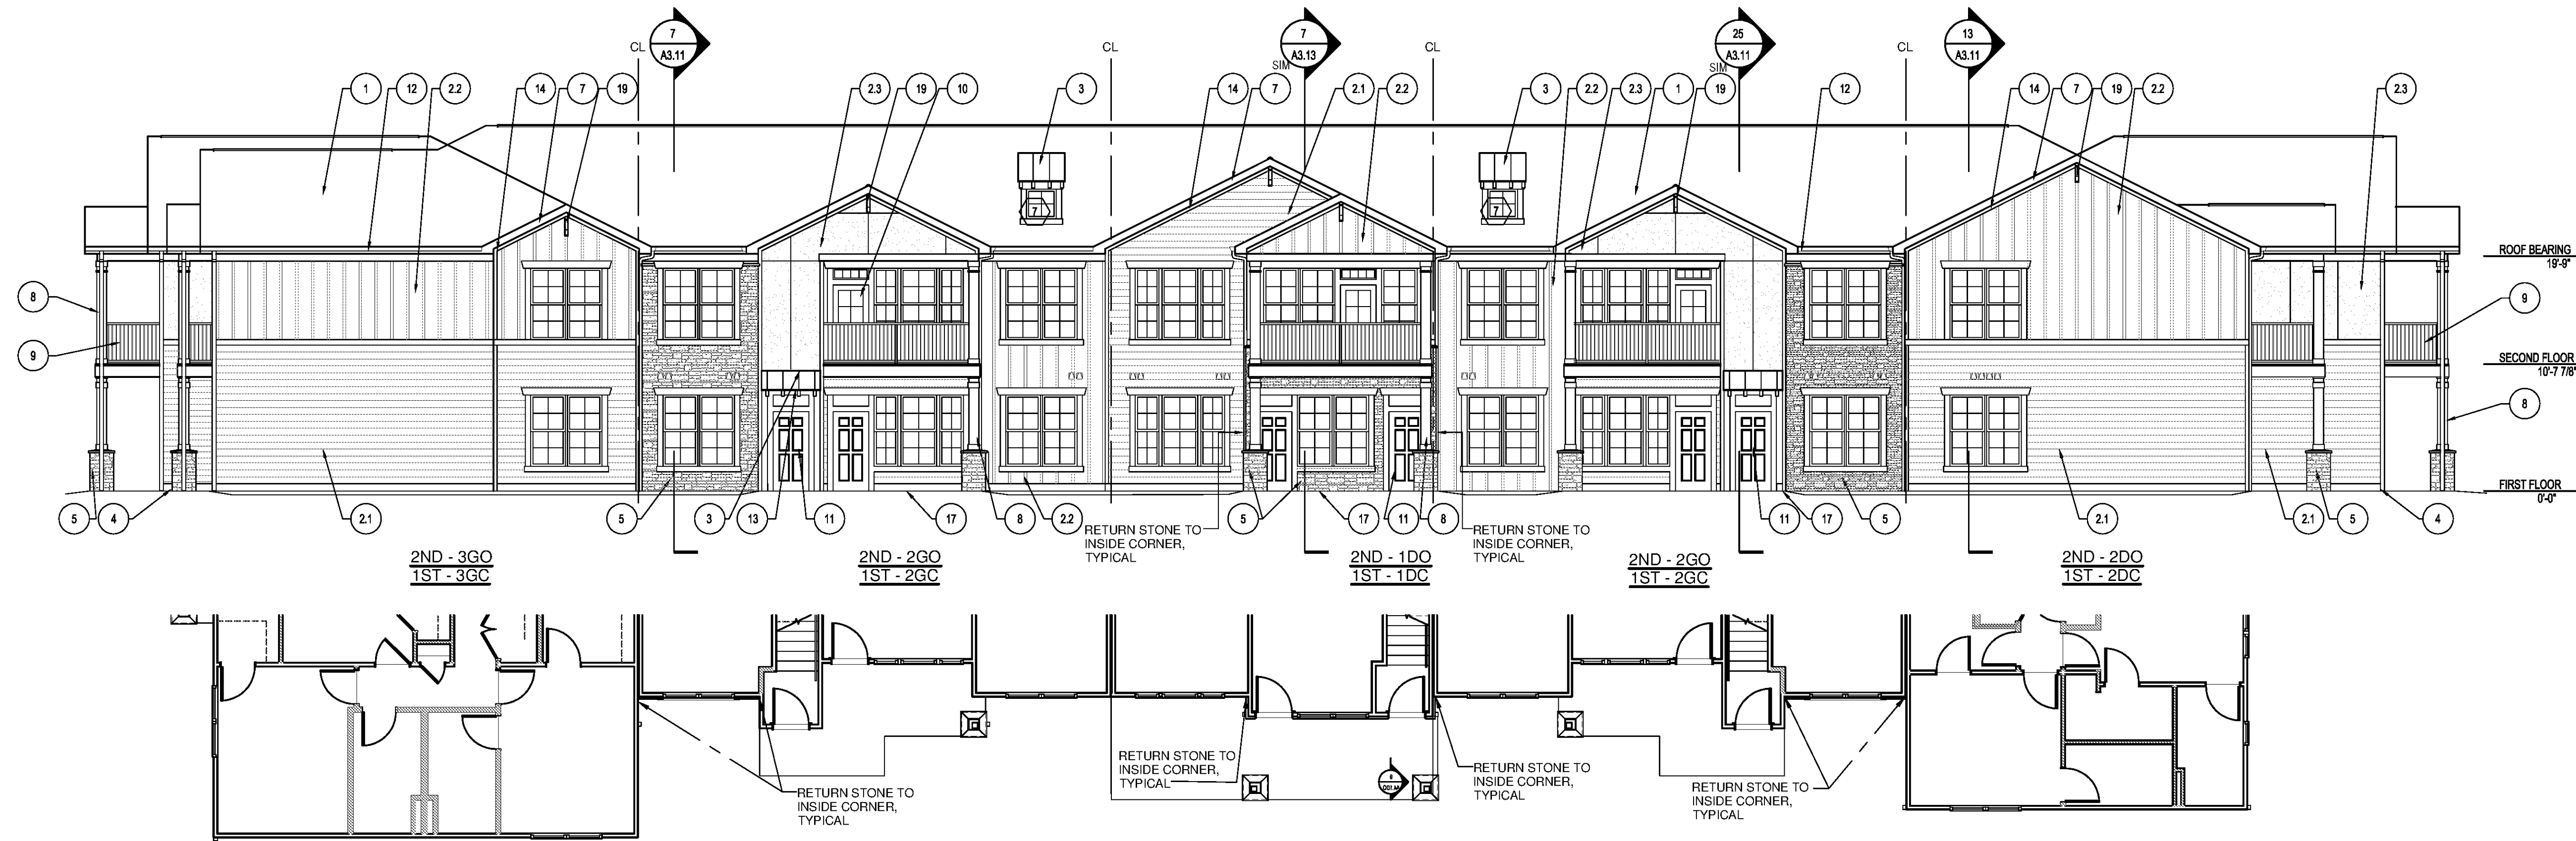 7
A3.11
7
A3.13
SIM
25
A3.11
SIM
13
A3.11
CL
CL
CL
CL
1
12
2.2
14
7
19
2.3
19
10
3
14
7
2.1
2.2
3
2.2
2.3
1
19
12
14
7
19
2.2
2.3
7
7
8
9
9
8
ROOF BEARING
19'-9"
SECOND FLOOR
10'-7 7/8"
FIRST FLOOR
0'-0"
5
4
2.1
5
3
13
11
17
8
2.2
RETURN STONE TO
INSIDE CORNER,
TYPICAL
5
17
11
8
RETURN STONE TO
INSIDE CORNER,
TYPICAL
11
17
5
2.1
2.1
5
4
2ND - 3GO
1ST - 3GC
2ND - 2GO
1ST - 2GC
2ND - 1DO
1ST - 1DC
2ND - 2GO
1ST - 2GC
2ND - 2DO
1ST - 2DC
RETURN STONE TO
INSIDE CORNER,
TYPICAL
RETURN STONE TO
INSIDE CORNER,
TYPICAL
RETURN STONE TO
INSIDE CORNER,
TYPICAL
RETURN STONE TO
INSIDE CORNER,
TYPICAL